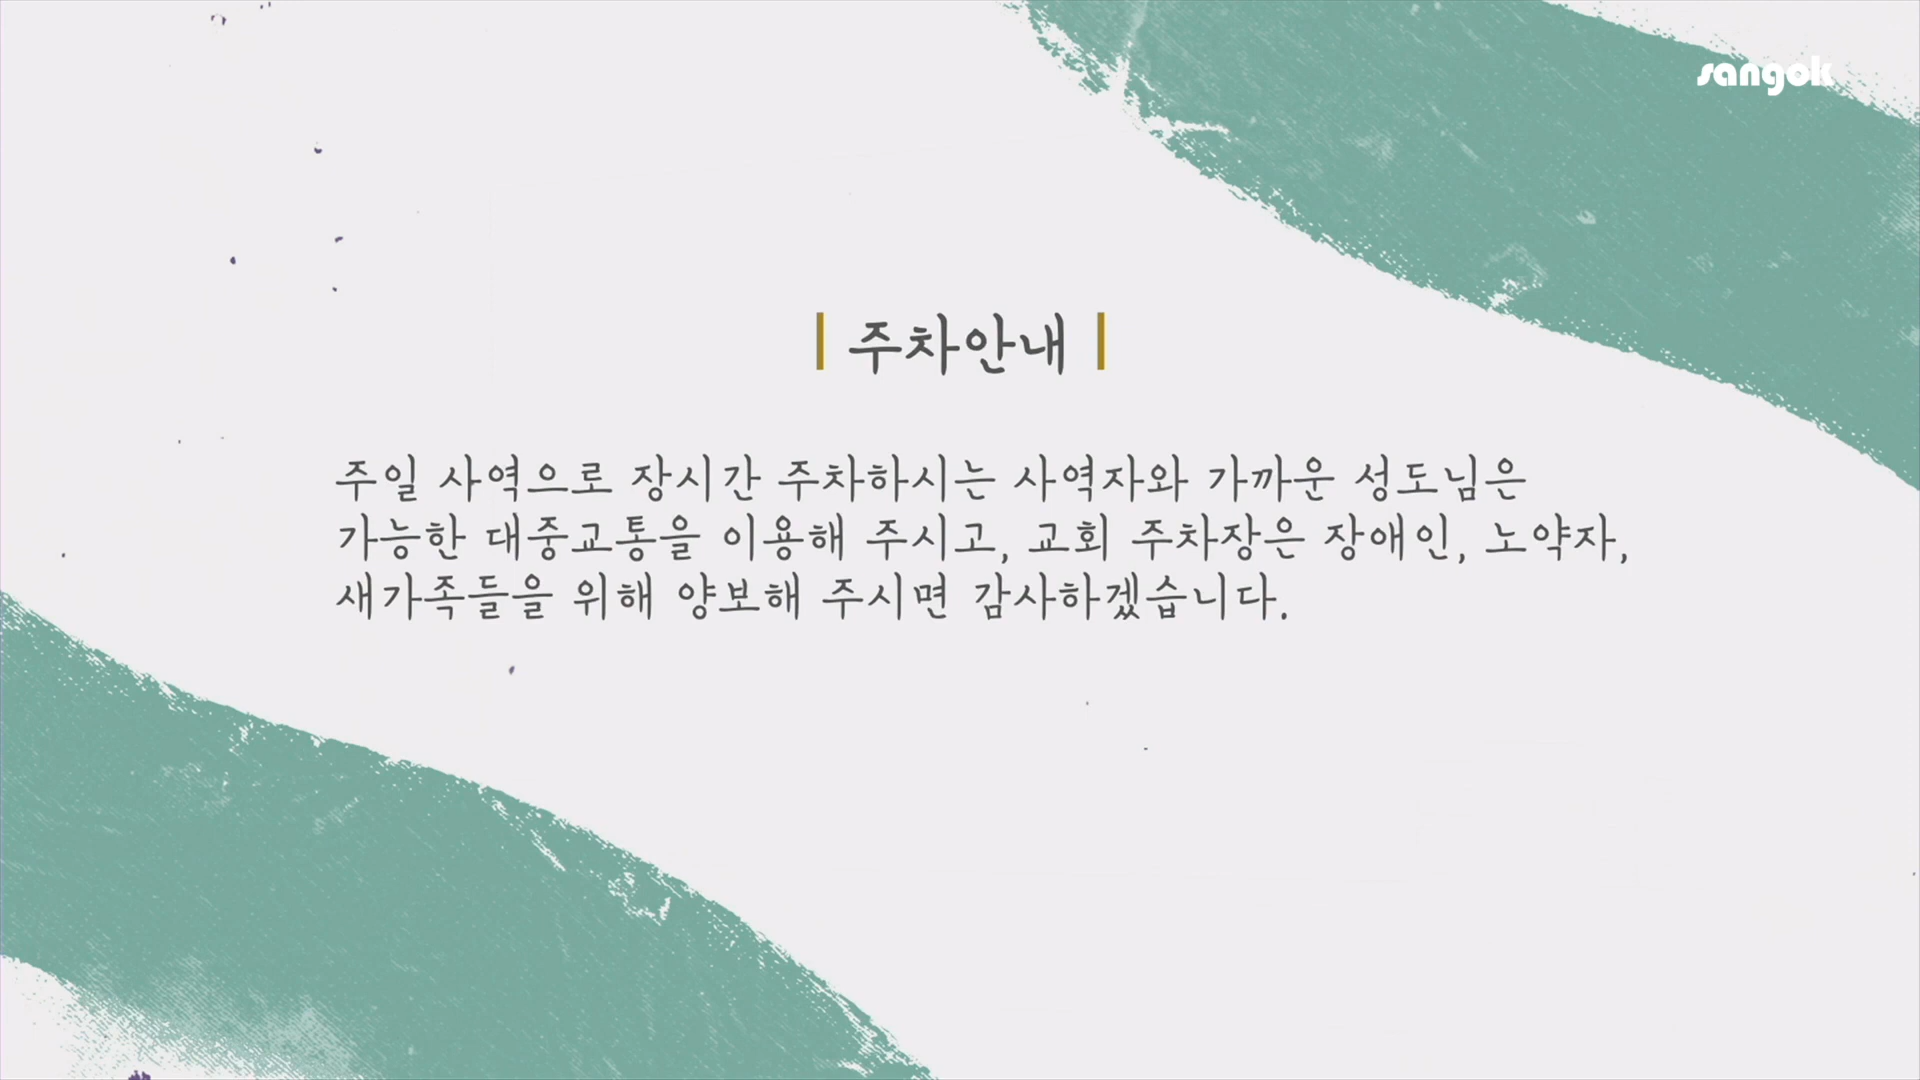 sangok
주차안내
주일 사역으로 장시간 주차하시는 사역자와 가까운 성도님은
가능한 대중교통을 이용해 주시고, 교회 주차장은 장애인, 노약자,
새가족들을 위해 양보해 주시면 감사하겠습니다.